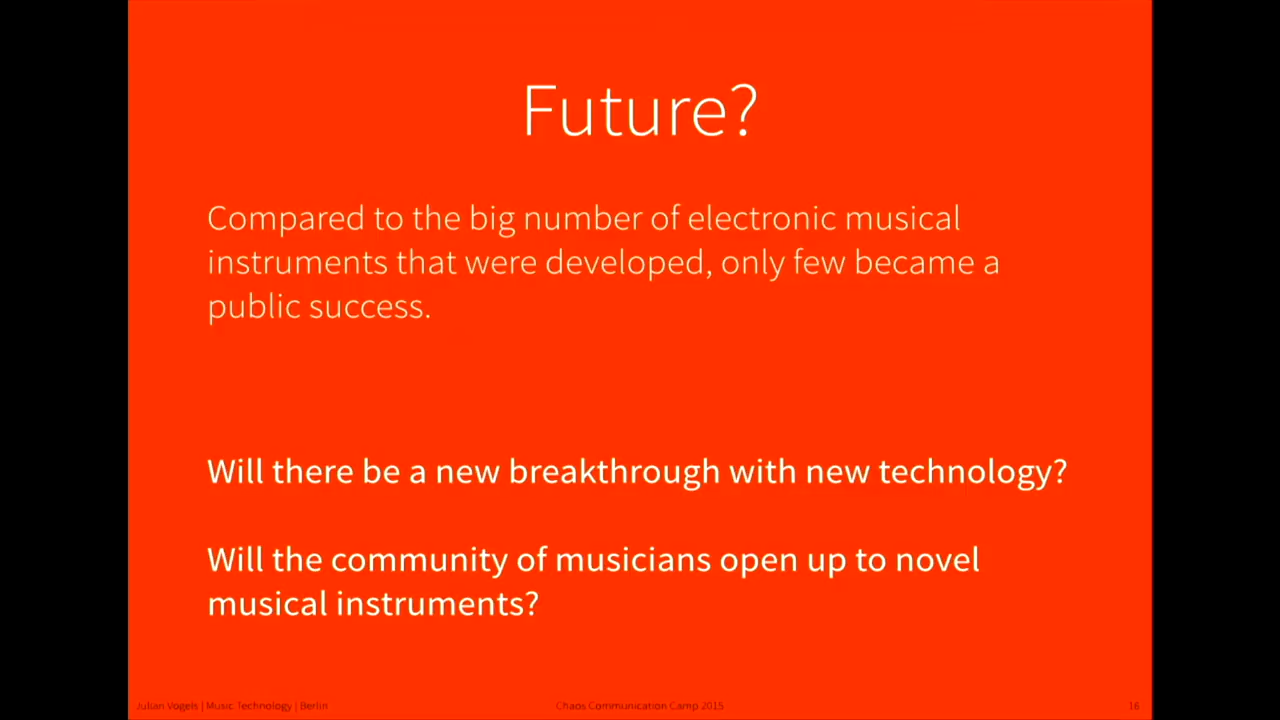 Future?
Compared to the big number of electronic musical
instruments that were developed, only few became a
public success.
Will there be a new breakthrough with new technology?
Will the community of musicians open up to novel
musical instruments?
Julian Vogels | Music Technology | Berlin
Chaos Communication Camp 2015
16